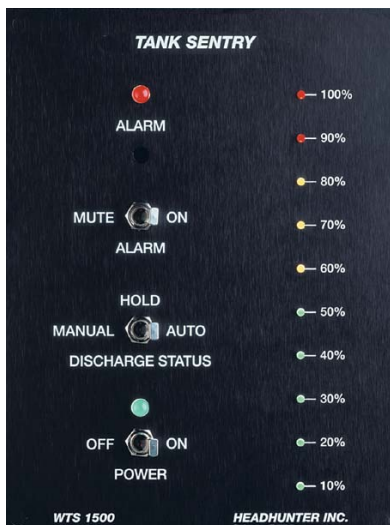 TANK SENTRY
ALARM
MUTE ON
ALARM
HOLD
MANUAL AUTO
DISCHARGE STATUS
OFF ON
POWER
100%
90%
80%
70%
60%
50%
40%
30%
20%
10%
WTS 1500 HEADHUNTER INC.